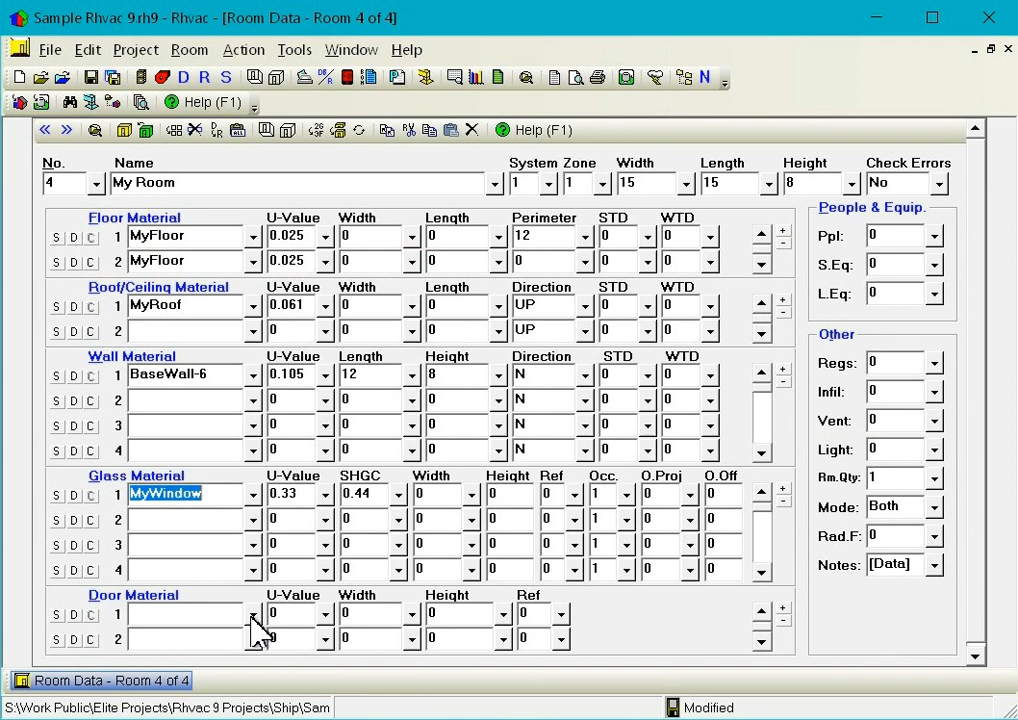 Sample Rhvac 9.rh9 - Rhvac - [Room Data - Room 4 of 4]
File Edit Project Room Action Tools Window Help
D R S D/R P N
Help (F1)
D R Help (F1)
No. Name System Zone Width Length Height Check Errors
4 My Room 1 1 15 15 8 No
Floor Material U-Value Width Length Perimeter STD WTD
S D C 1 MyFloor 0.025 0 0 12 0 0 + -
S D C 2 MyFloor 0.025 0 0 0 0 0
Roof/Ceiling Material U-Value Width Length Direction STD WTD
S D C 1 MyRoof 0.061 0 0 UP 0 0 + -
S D C 2 0 0 0 UP 0 0
Wall Material U-Value Length Height Direction STD WTD
S D C 1 BaseWall-6 0.105 12 8 N 0 0 + -
S D C 2 0 0 0 N 0 0
S D C 3 0 0 0 N 0 0
S D C 4 0 0 0 N 0 0
Glass Material U-Value SHGC Width Height Ref Occ. O.Proj O.Off
S D C 1 MyWindow 0.33 0.44 0 0 0 1 0 0 + -
S D C 2 0 0 0 0 0 1 0 0
S D C 3 0 0 0 0 0 1 0 0
S D C 4 0 0 0 0 0 1 0 0
Door Material U-Value Width Height Ref
S D C 1 0 0 0 0 + -
S D C 2 0 0 0 0
People & Equip.
Ppl: 0
S.Eq: 0
L.Eq: 0
Other
Regs: 0
Infil: 0
Vent: 0
Light: 0
Rm.Qty: 1
Mode: Both
Rad.F: 0
Notes: [Data]
Room Data - Room 4 of 4
S:\Work Public\Elite Projects\Rhvac 9 Projects\Ship\Sam Modified